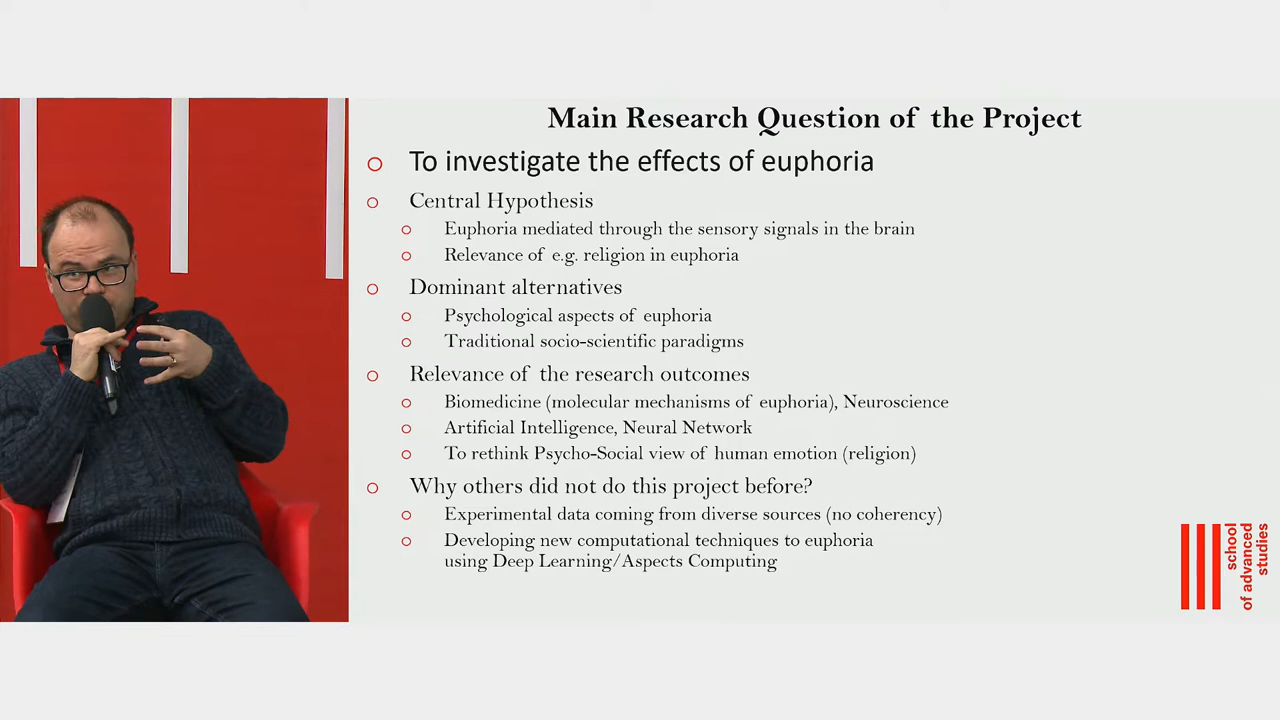 Main Research Question of the Project
To investigate the effects of euphoria
Central Hypothesis
Euphoria mediated through the sensory signals in the brain
Relevance of e.g. religion in euphoria
Dominant alternatives
Psychological aspects of euphoria
Traditional socio-scientific paradigms
Relevance of the research outcomes
Biomedicine (molecular mechanisms of euphoria), Neuroscience
Artificial Intelligence, Neural Network
To rethink Psycho-Social view of human emotion (religion)
Why others did not do this project before?
Experimental data coming from diverse sources (no coherency)
Developing new computational techniques to euphoria
using Deep Learning/Aspects Computing
school
of advanced
studies